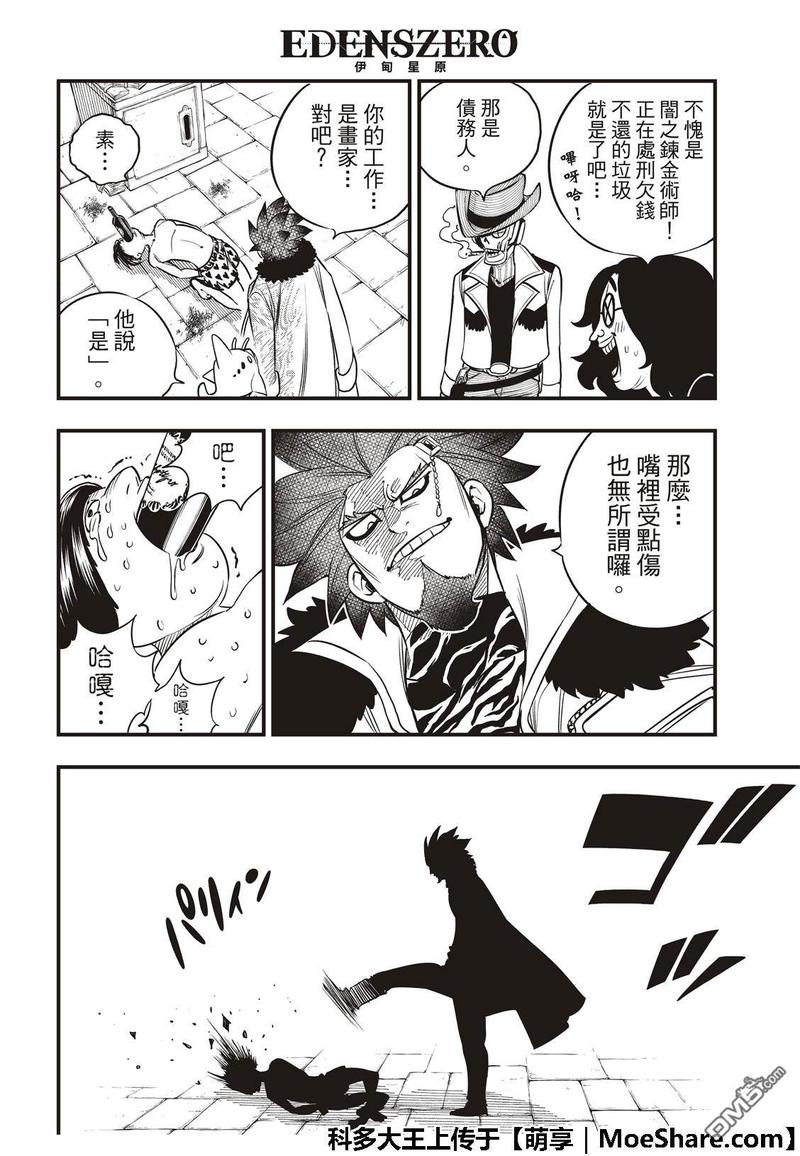 EDENSZERO
伊甸星原
不愧是
闇之鍊金術師！
正在處刑欠錢
不還的垃圾
就是了吧…
嗶呀哈！
那是
債務人。
你的工作…
是畫家…
對吧？
素…
他說
「是」。
那麼…
嘴裡受點傷
也無所謂囉。
吧…
哈嘎…
哈嘎…
ゴッ
パリィン
科多大王上传于【萌享|MoeShare.com】
DMB.com